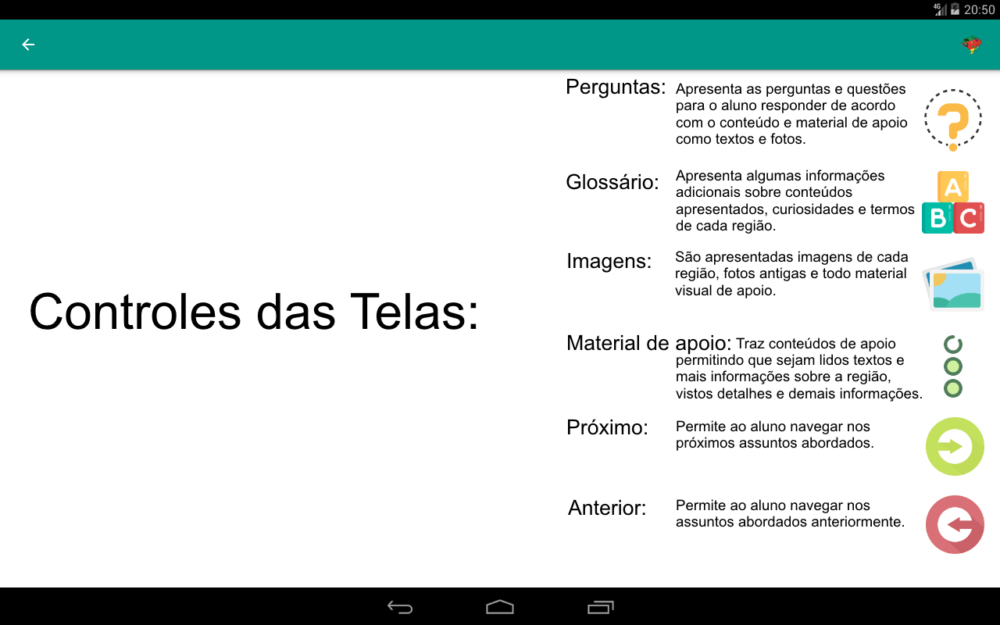 4G 20:50
Controles das Telas:
Perguntas:
Apresenta as perguntas e questões
para o aluno responder de acordo
com o conteúdo e material de apoio
como textos e fotos.
?
Glossário:
Apresenta algumas informações
adicionais sobre conteúdos
apresentados, curiosidades e termos
de cada região.
A
B C
Imagens:
São apresentadas imagens de cada
região, fotos antigas e todo material
visual de apoio.
Material de apoio: Traz conteúdos de apoio
permitindo que sejam lidos textos e
mais informações sobre a região,
vistos detalhes e demais informações.
Próximo:
Permite ao aluno navegar nos
próximos assuntos abordados.
Anterior:
Permite ao aluno navegar nos
assuntos abordados anteriormente.